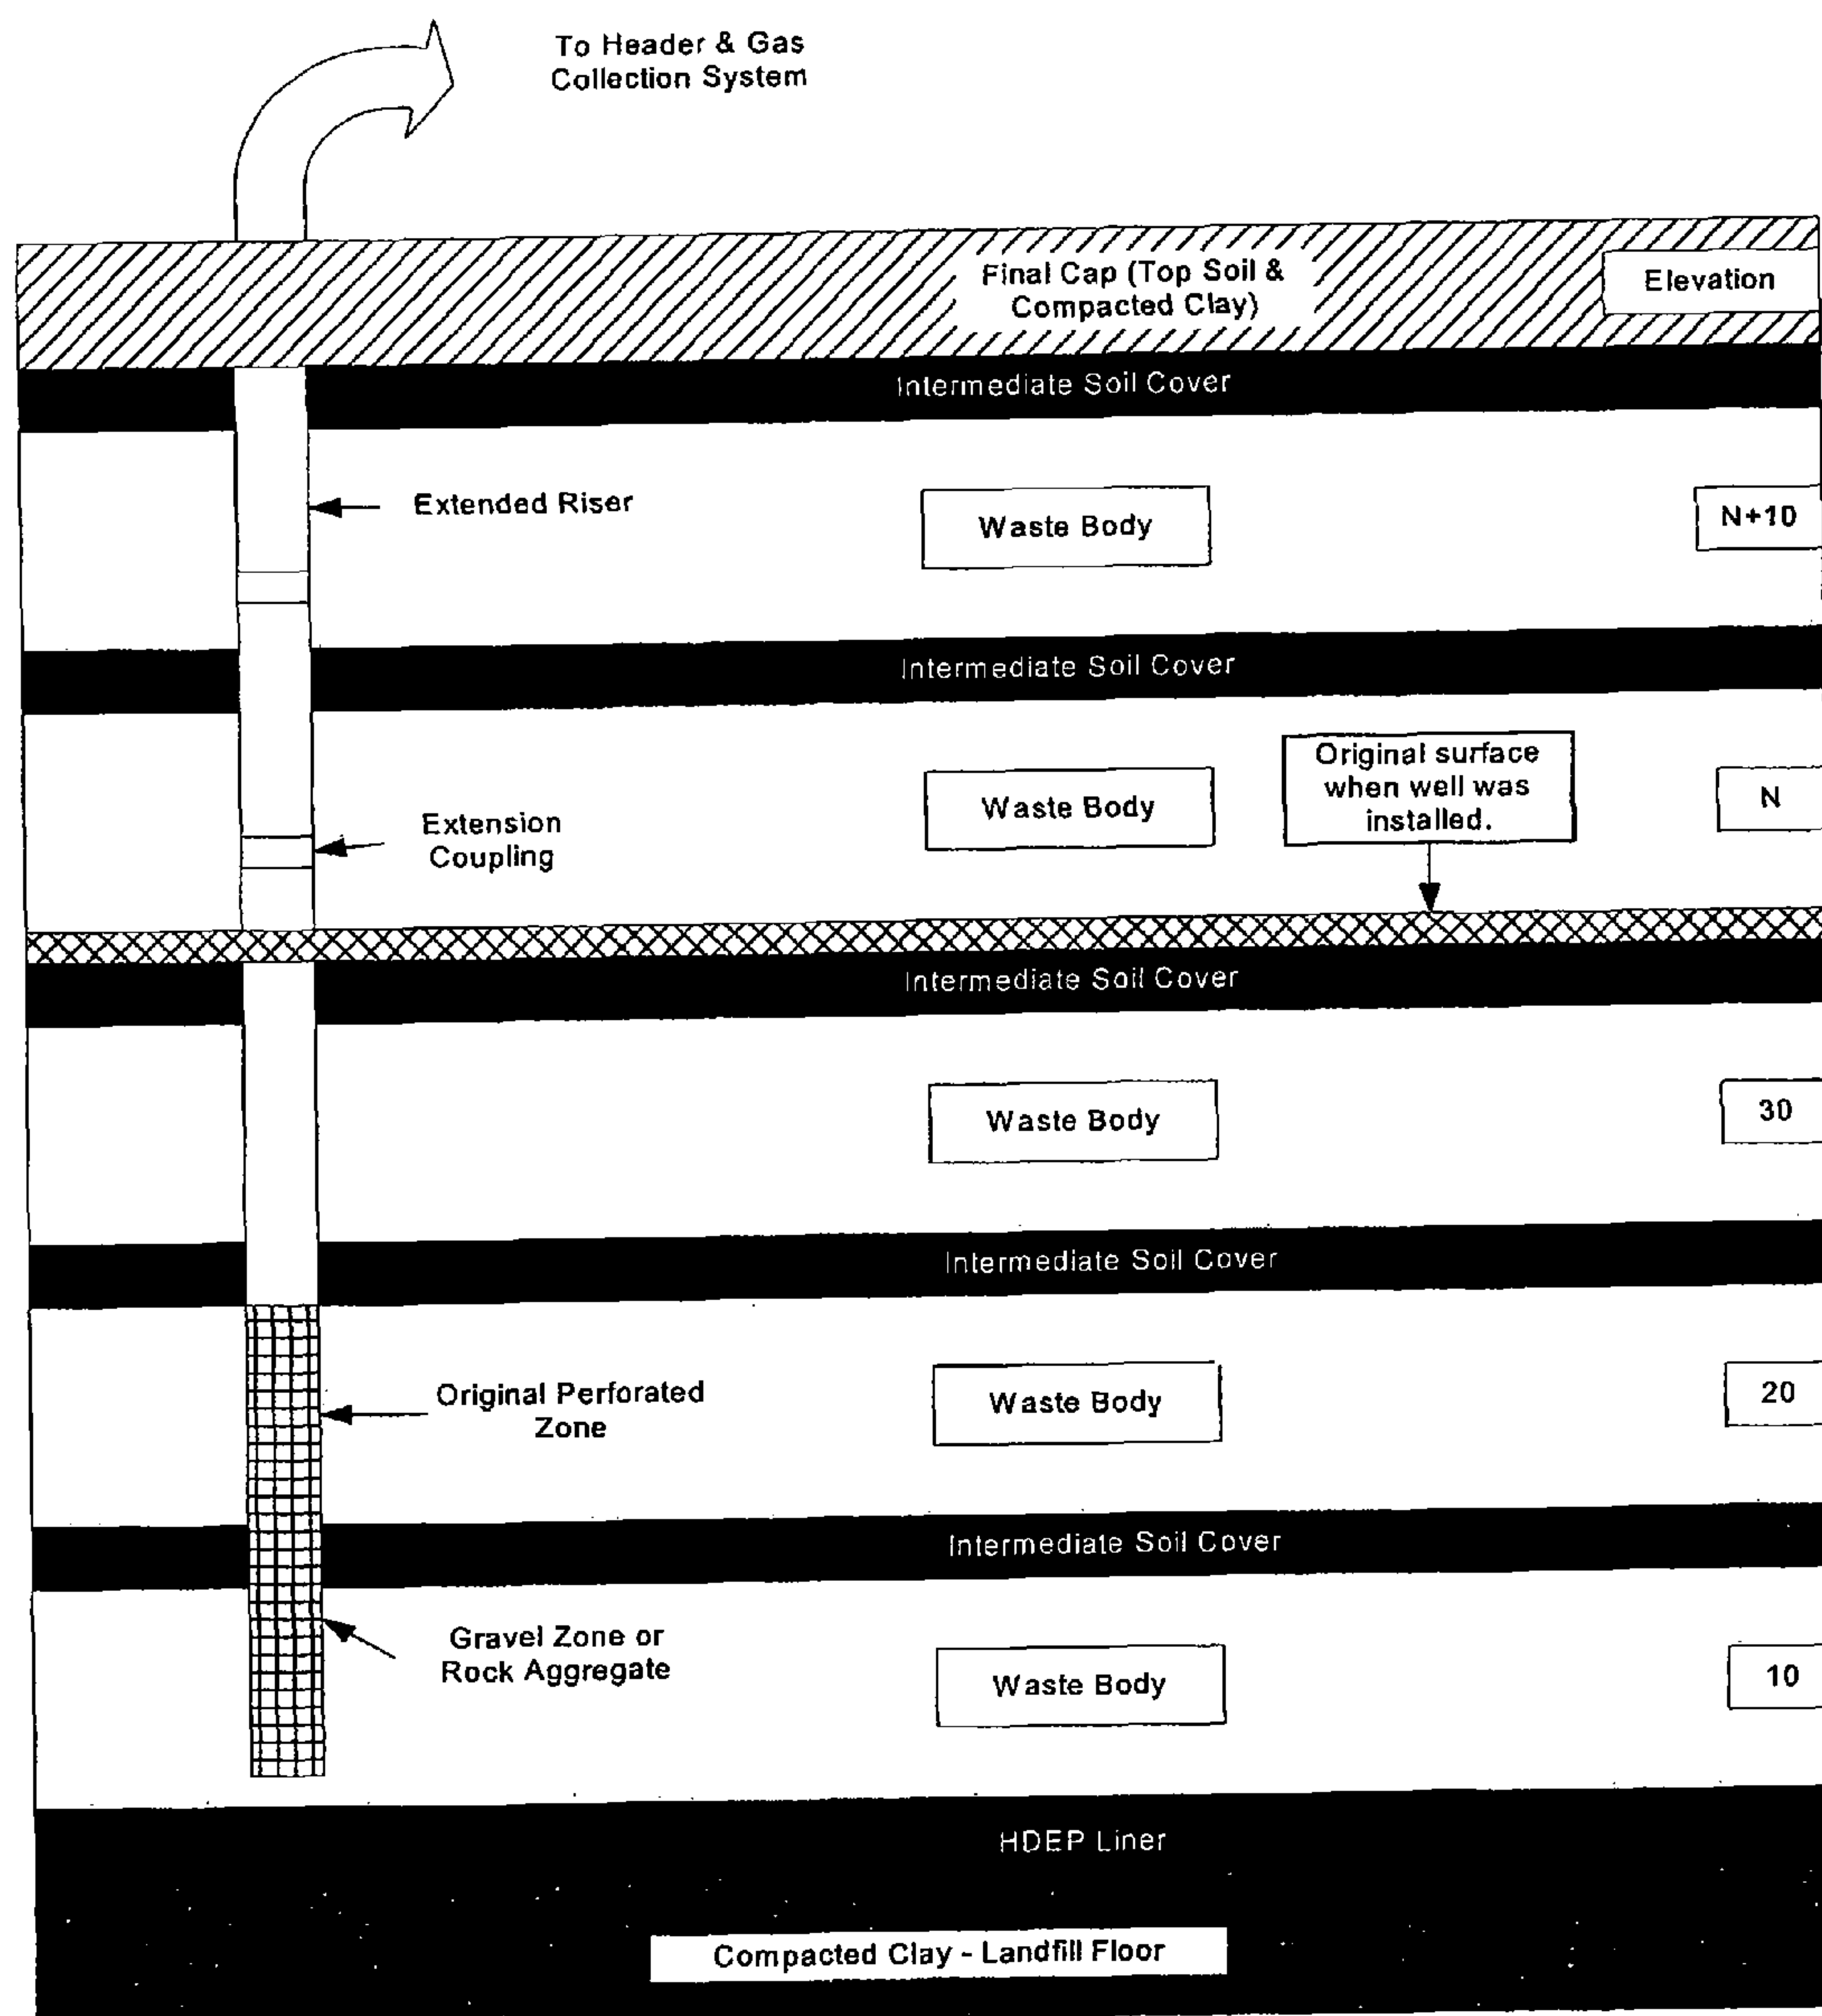 To Header & Gas
Collection System
Final Cap (Top Soil &
Compacted Clay)
Elevation
Intermediate Soil Cover
Extended Riser
Waste Body
N+10
Intermediate Soil Cover
Extension
Coupling
Waste Body
Original surface
when well was
installed.
N
Intermediate Soil Cover
Waste Body
30
Intermediate Soil Cover
Original Perforated
Zone
Waste Body
20
Intermediate Soil Cover
Gravel Zone or
Rock Aggregate
Waste Body
10
HDEP Liner
Compacted Clay - Landfill Floor